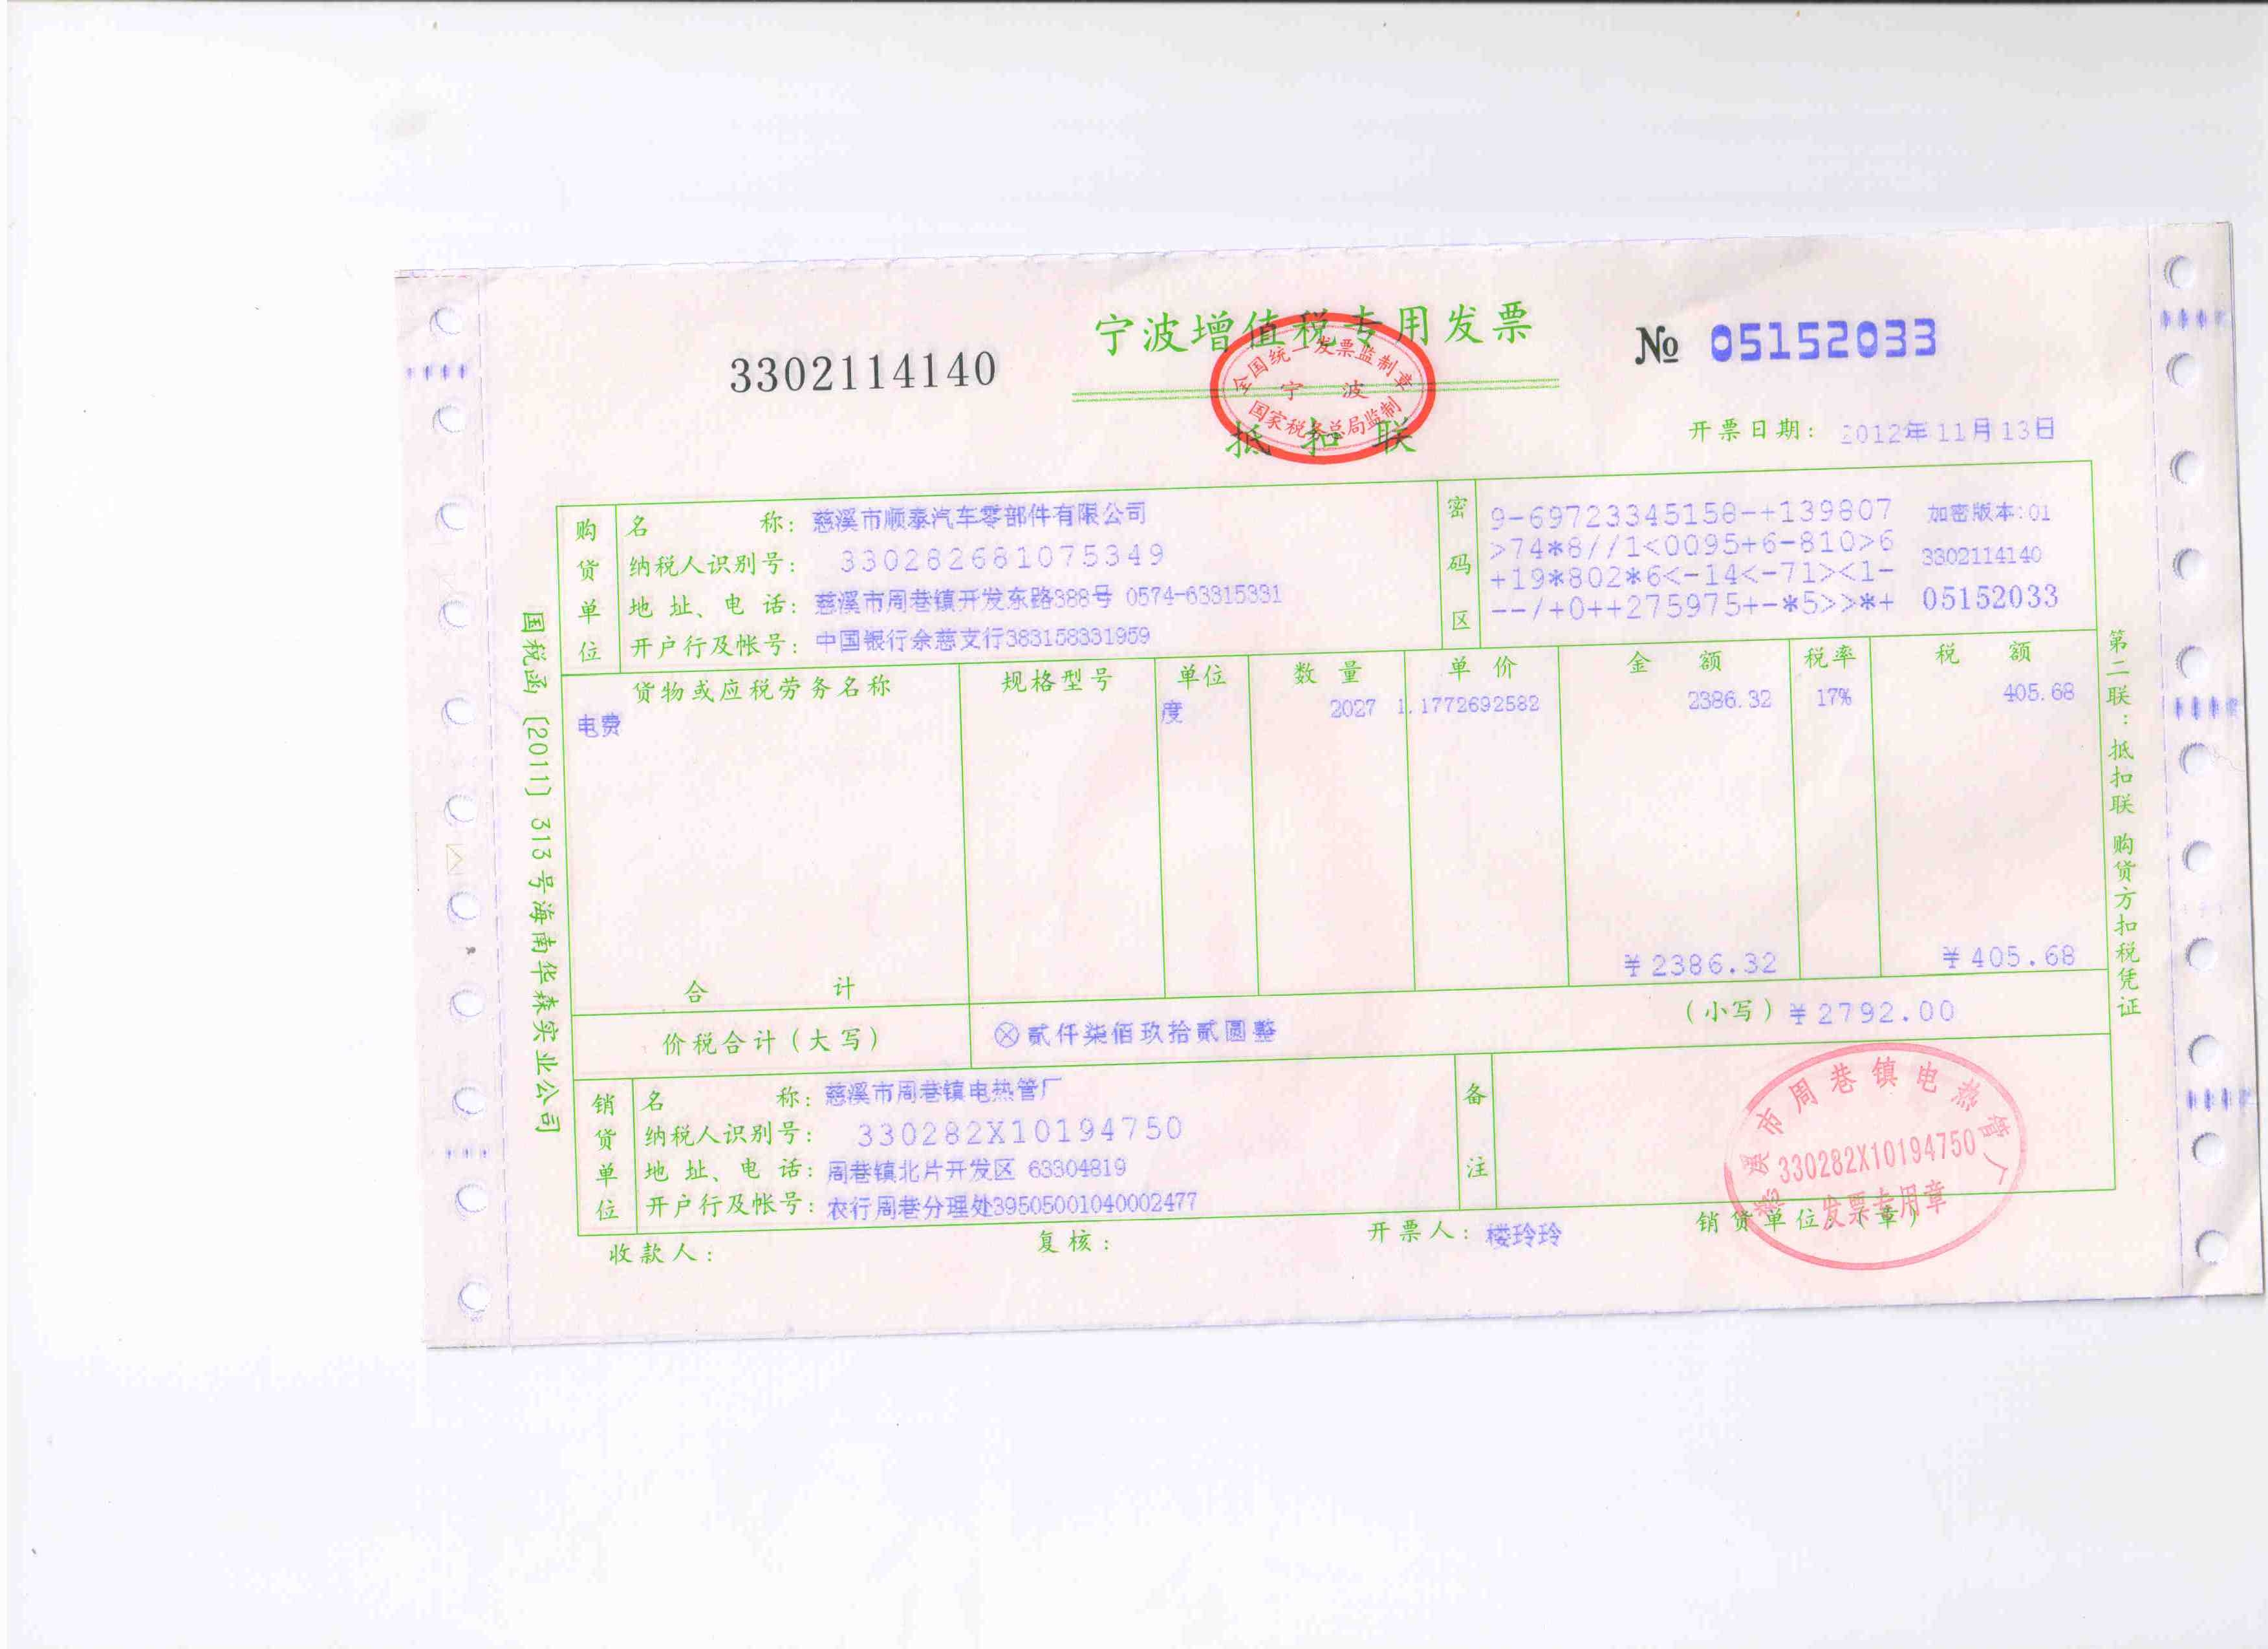 宁波增值税专用发票
3302114140
№ 05152033
全国统一发票监制章
宁 波
国家税务总局监制
抵 扣 联
开票日期: 2012年11月13日
购货单位
名 称: 慈溪市顺泰汽车零部件有限公司
纳税人识别号: 330282681075349
地 址、电 话: 慈溪市周巷镇开发东路388号 0574-63315331
开户行及帐号: 中国银行余慈支行383158331959
密码区
9-69723345158-+139807 加密版本:01
>74*8//1<0095+6-810>6 3302114140
+19*802*6<-14<-71><1-
--/+0++275975+-*5>>*+ 05152033
货物或应税劳务名称 规格型号 单位 数 量 单 价 金 额 税率 税 额
电费 度 2027 1.1772692582 2386.32 17% 405.68
合 计 ¥2386.32 ¥405.68
价税合计(大写) ⊗贰仟柒佰玖拾贰圆整 (小写)¥2792.00
销货单位
名 称: 慈溪市周巷镇电热管厂
纳税人识别号: 330282X10194750
地 址、电 话: 周巷镇北片开发区 63304819
开户行及帐号: 农行周巷分理处39505001040002477
备注
收款人: 复核: 开票人: 楼玲玲 销货单位:(章)
慈溪市周巷镇电热管厂
330282X10194750
发票专用章
国税函[2011]313号海南华森实业公司
第二联:抵扣联 购货方扣税凭证